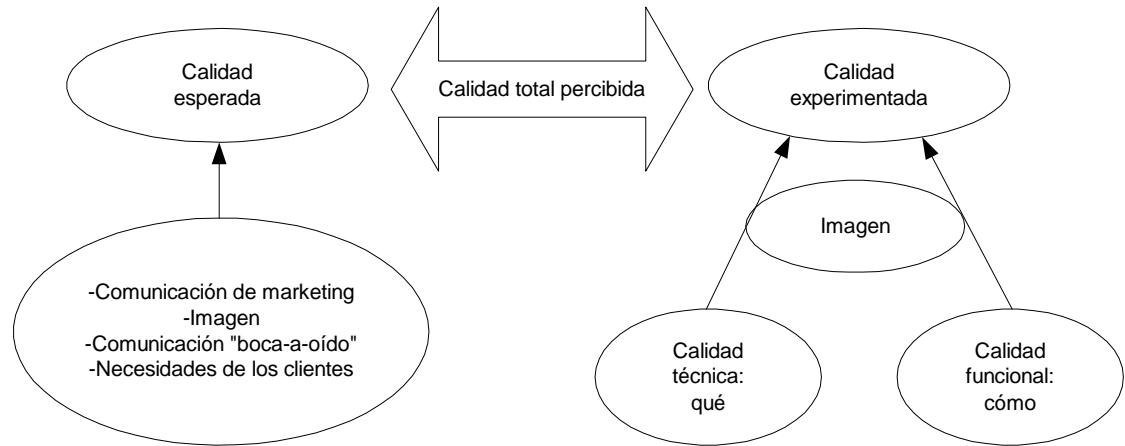 Calidad
esperada
Calidad total percibida
Calidad
experimentada
-Comunicación de marketing
-Imagen
-Comunicación "boca-a-oído"
-Necesidades de los clientes
Imagen
Calidad
técnica:
qué
Calidad
funcional:
cómo